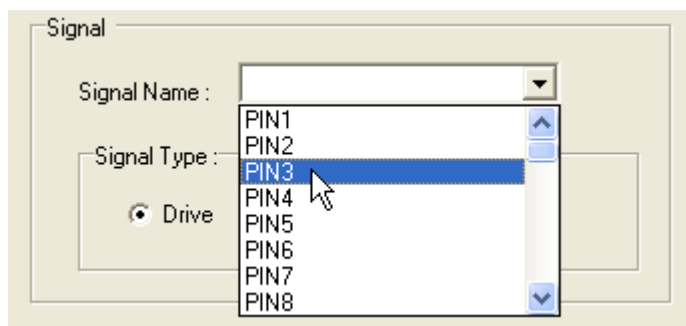 Signal
Signal Name :
PIN1
PIN2
Signal Type :
PIN3
PIN4
Drive
PIN5
PIN6
PIN7
PIN8